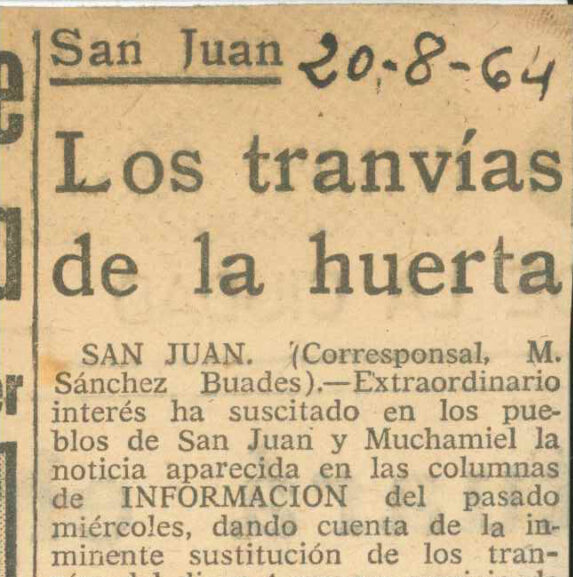 San Juan 20-8-64
Los tranvías
de la huerta
SAN JUAN. (Corresponsal, M.
Sánchez Buades).—Extraordinario
interés ha suscitado en los pue-
blos de San Juan y Muchamiel la
noticia aparecida en las columnas
de INFORMACION del pasado
miércoles, dando cuenta de la in-
minente sustitución de los tran-